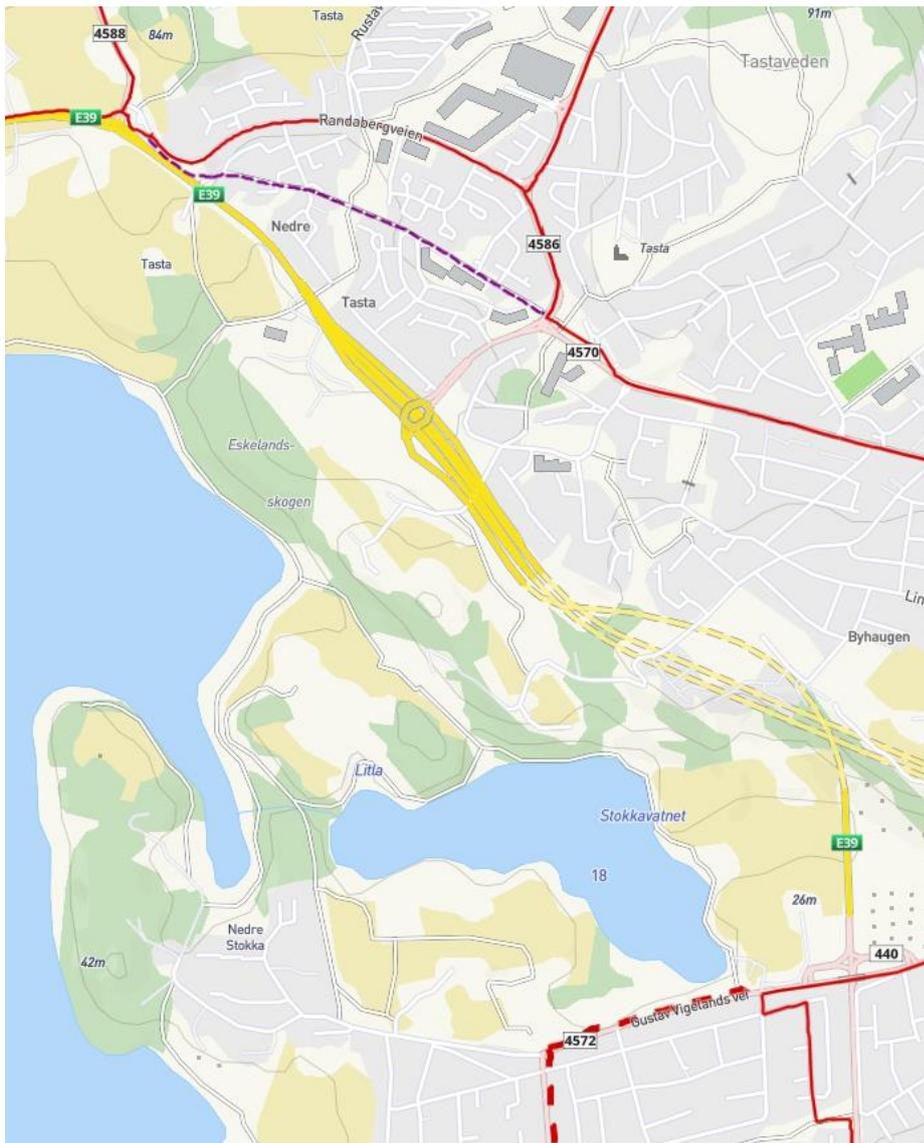 Tasta
91m
4588
84m
Rustav
Tastaveden
E39
Randabergveien
E39
Nedre
4586
Tasta
Tasta
Tasta
4570
Eskelands-
skogen
Lin
Byhaugen
Litla
Stokkavatnet
E39
18
26m
Nedre
Stokka
440
42m
Gustav Vigelands vei
4572